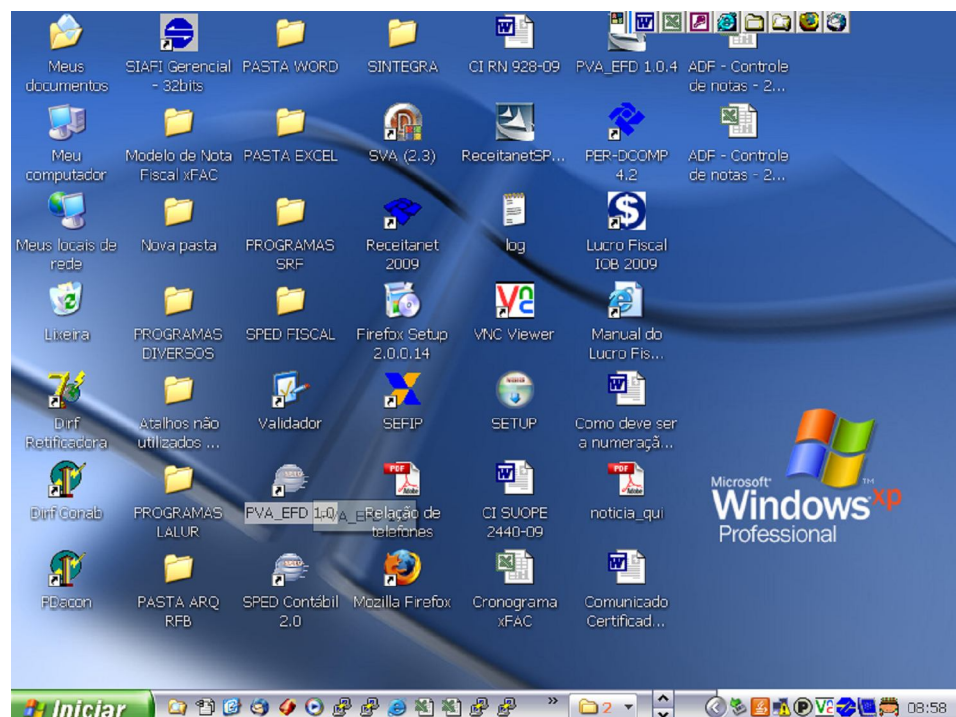 Meus documentos
SIAFI Gerencial - 32bits
PASTA WORD
SINTEGRA
CI RN 928-09
PVA_EFD 1.0.4
ADF - Controle de notas - 2...
Meu computador
Modelo de Nota Fiscal xFAC
PASTA EXCEL
SVA (2.3)
ReceitanetSP...
PER-DCOMP 4.2
ADF - Controle de notas - 2...
Meus locais de rede
Nova pasta
PROGRAMAS SRF
Receitanet 2009
log
Lucro Fiscal IOB 2009
Lixeira
PROGRAMAS DIVERSOS
SPED FISCAL
Firefox Setup 2.0.0.14
VNC Viewer
Manual do Lucro Fis...
Dirf Retificadora
Atalhos não utilizados ...
Validador
SEFIP
SETUP
Como deve ser a numeraçã...
Dirf Conab
PROGRAMAS LALUR
PVA_EFD 1.0
Relação de telefones
CI SUOPE 2440-09
noticia_qui
Microsoft
Windows xp
Professional
PDacon
PASTA ARQ RFB
SPED Contábil 2.0
Mozilla Firefox
Cronograma xFAC
Comunicado Certificad...
Iniciar
2
08:58